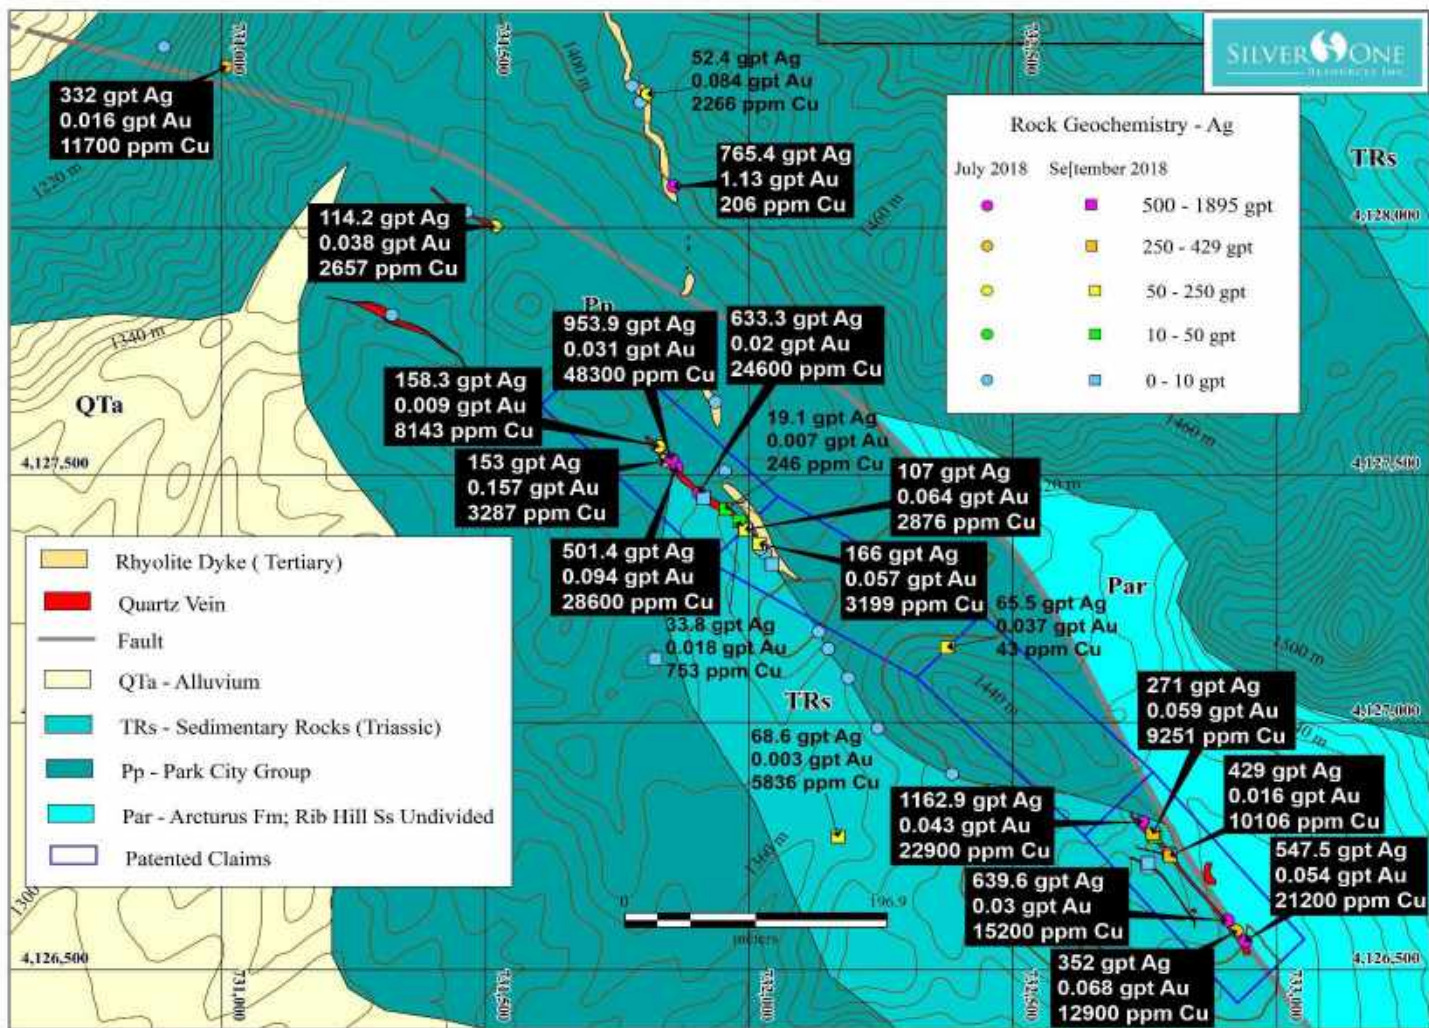 731,000
731,500
732,500
1400 m
52.4 gpt Ag
0.084 gpt Au
2266 ppm Cu
SILVER ONE
RESOURCES INC.
332 gpt Ag
0.016 gpt Au
11700 ppm Cu
1220 m
Rock Geochemistry - Ag
July 2018
Se[tember 2018
500 - 1895 gpt
250 - 429 gpt
50 - 250 gpt
10 - 50 gpt
0 - 10 gpt
TRs
765.4 gpt Ag
1.13 gpt Au
206 ppm Cu
1460 m
4,128,000
114.2 gpt Ag
0.038 gpt Au
2657 ppm Cu
Pp
1340 m
953.9 gpt Ag
0.031 gpt Au
48300 ppm Cu
633.3 gpt Ag
0.02 gpt Au
24600 ppm Cu
QTa
158.3 gpt Ag
0.009 gpt Au
8143 ppm Cu
19.1 gpt Ag
0.007 gpt Au
246 ppm Cu
1460 m
4,127,500
4,127,500
153 gpt Ag
0.157 gpt Au
3287 ppm Cu
107 gpt Ag
0.064 gpt Au
2876 ppm Cu
501.4 gpt Ag
0.094 gpt Au
28600 ppm Cu
166 gpt Ag
0.057 gpt Au
3199 ppm Cu
Par
Rhyolite Dyke ( Tertiary)
Quartz Vein
Fault
QTa - Alluvium
TRs - Sedimentary Rocks (Triassic)
Pp - Park City Group
Par - Arcturus Fm; Rib Hill Ss Undivided
Patented Claims
33.8 gpt Ag
0.018 gpt Au
753 ppm Cu
65.5 gpt Ag
0.037 gpt Au
43 ppm Cu
1500 m
TRs
1440 m
271 gpt Ag
0.059 gpt Au
9251 ppm Cu
4,127,000
68.6 gpt Ag
0.003 gpt Au
5836 ppm Cu
429 gpt Ag
0.016 gpt Au
10106 ppm Cu
1162.9 gpt Ag
0.043 gpt Au
22900 ppm Cu
1360 m
547.5 gpt Ag
0.054 gpt Au
21200 ppm Cu
1300
639.6 gpt Ag
0.03 gpt Au
15200 ppm Cu
0
196.9
meters
352 gpt Ag
0.068 gpt Au
12900 ppm Cu
4,126,500
4,126,500
731,000
731,500
732,000
732,500
733,000